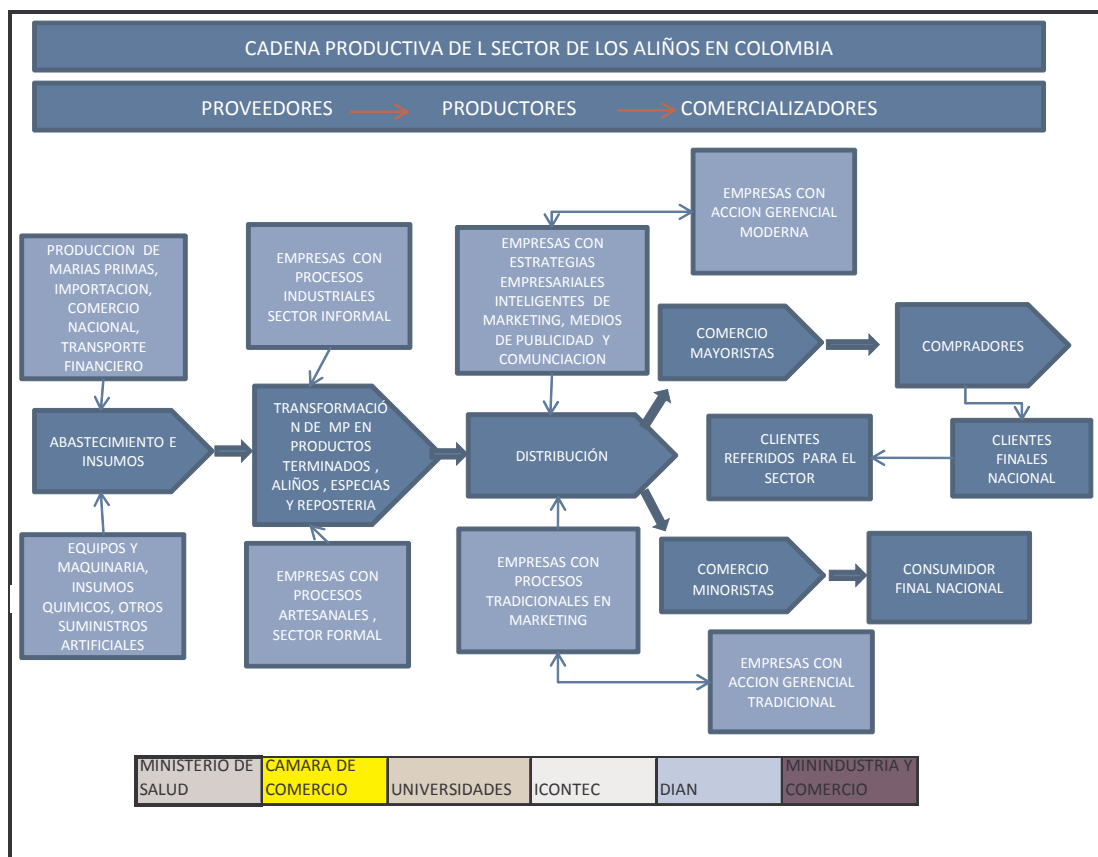 CADENA PRODUCTIVA DE L SECTOR DE LOS ALIÑOS EN COLOMBIA
PROVEEDORES PRODUCTORES COMERCIALIZADORES
PRODUCCION DE
MARIAS PRIMAS,
IMPORTACION,
COMERCIO
NACIONAL,
TRANSPORTE
FINANCIERO
EMPRESAS CON
PROCESOS
INDUSTRIALES
SECTOR INFORMAL
EMPRESAS CON
ESTRATEGIAS
EMPRESARIALES
INTELIGENTES DE
MARKETING, MEDIOS
DE PUBLICIDAD Y
COMUNCIACION
EMPRESAS CON
ACCION GERENCIAL
MODERNA
ABASTECIMIENTO E
INSUMOS
TRANSFORMACIÓ
N DE MP EN
PRODUCTOS
TERMINADOS ,
ALIÑOS , ESPECIAS
Y REPOSTERIA
DISTRIBUCIÓN
COMERCIO
MAYORISTAS
COMPRADORES
CLIENTES
REFERIDOS PARA EL
SECTOR
CLIENTES
FINALES
NACIONAL
EQUIPOS Y
MAQUINARIA,
INSUMOS
QUIMICOS, OTROS
SUMINISTROS
ARTIFICIALES
EMPRESAS CON
PROCESOS
ARTESANALES ,
SECTOR FORMAL
EMPRESAS CON
PROCESOS
TRADICIONALES EN
MARKETING
COMERCIO
MINORISTAS
CONSUMIDOR
FINAL NACIONAL
EMPRESAS CON
ACCION GERENCIAL
TRADICIONAL
MINISTERIO DE
SALUD
CAMARA DE
COMERCIO
UNIVERSIDADES
ICONTEC
DIAN
MININDUSTRIA Y
COMERCIO